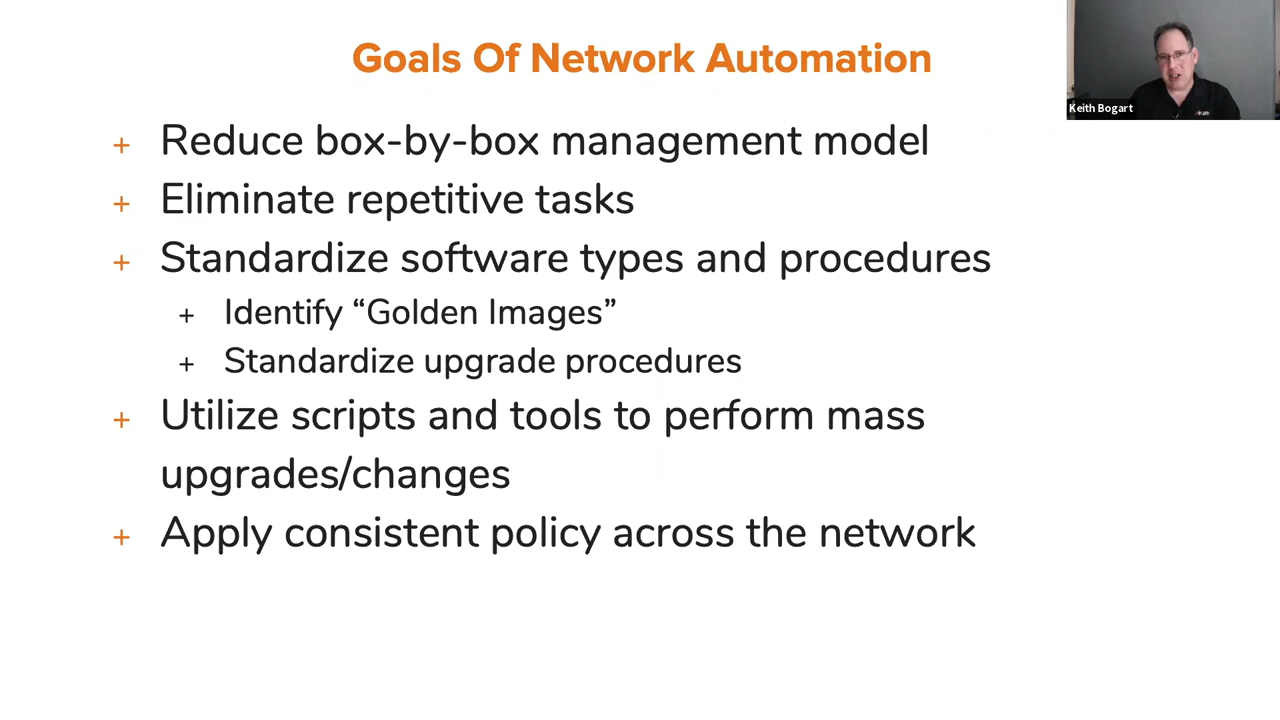 Goals Of Network Automation
Keith Bogart
+ Reduce box-by-box management model
+ Eliminate repetitive tasks
+ Standardize software types and procedures
+ Identify “Golden Images”
+ Standardize upgrade procedures
+ Utilize scripts and tools to perform mass
upgrades/changes
+ Apply consistent policy across the network